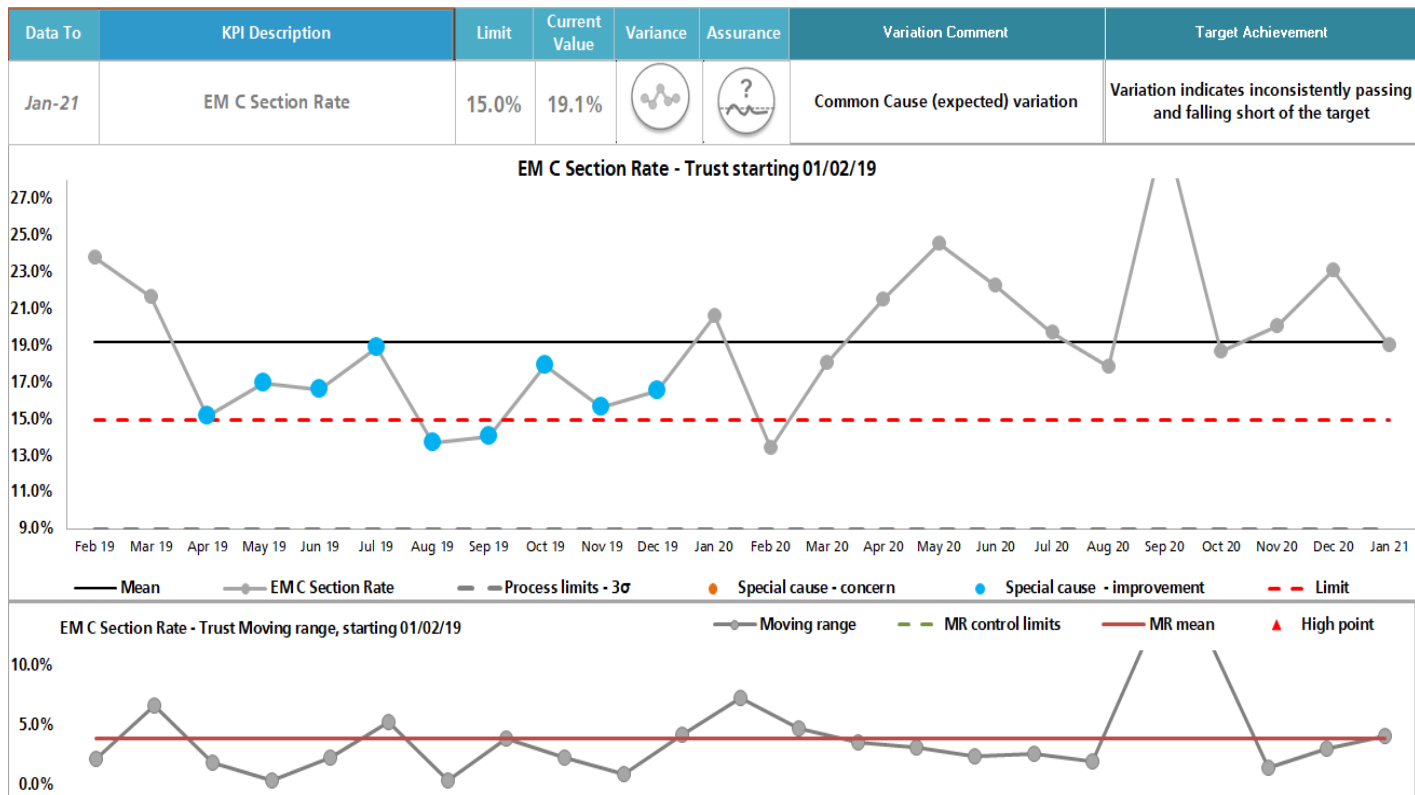 Data To KPI Description Limit Current Value Variance Assurance Variation Comment Target Achievement
Jan-21 EM C Section Rate 15.0% 19.1% ? Common Cause (expected) variation Variation indicates inconsistently passing and falling short of the target
EM C Section Rate - Trust starting 01/02/19
27.0%
25.0%
23.0%
21.0%
19.0%
17.0%
15.0%
13.0%
11.0%
9.0%
Feb 19 Mar 19 Apr 19 May 19 Jun 19 Jul 19 Aug 19 Sep 19 Oct 19 Nov 19 Dec 19 Jan 20 Feb 20 Mar 20 Apr 20 May 20 Jun 20 Jul 20 Aug 20 Sep 20 Oct 20 Nov 20 Dec 20 Jan 21
Mean EM C Section Rate Process limits - 3σ Special cause - concern Special cause - improvement Limit
EM C Section Rate - Trust Moving range, starting 01/02/19 Moving range MR control limits MR mean High point
10.0%
5.0%
0.0%